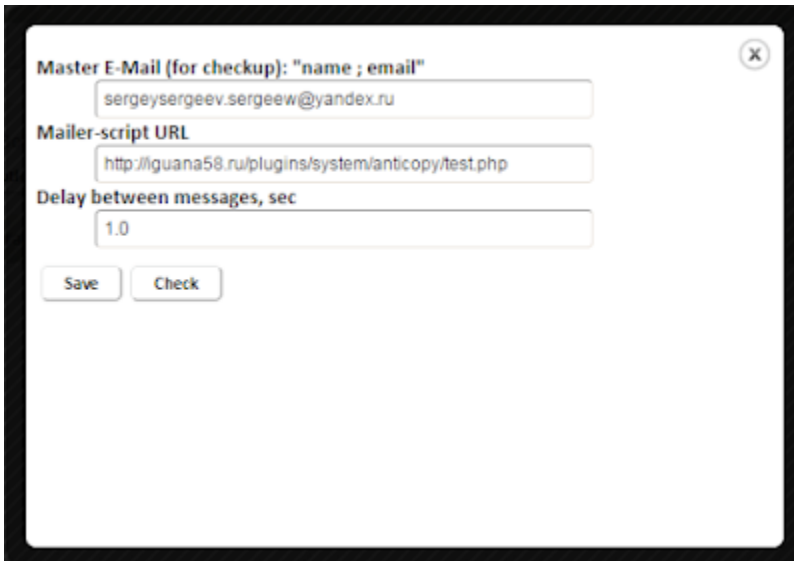 Master E-Mail (for checkup): "name ; email"
sergeysergeev.sergeew@yandex.ru
Mailer-script URL
http://iguana58.ru/plugins/system/anticopy/test.php
Delay between messages, sec
1.0
Save Check